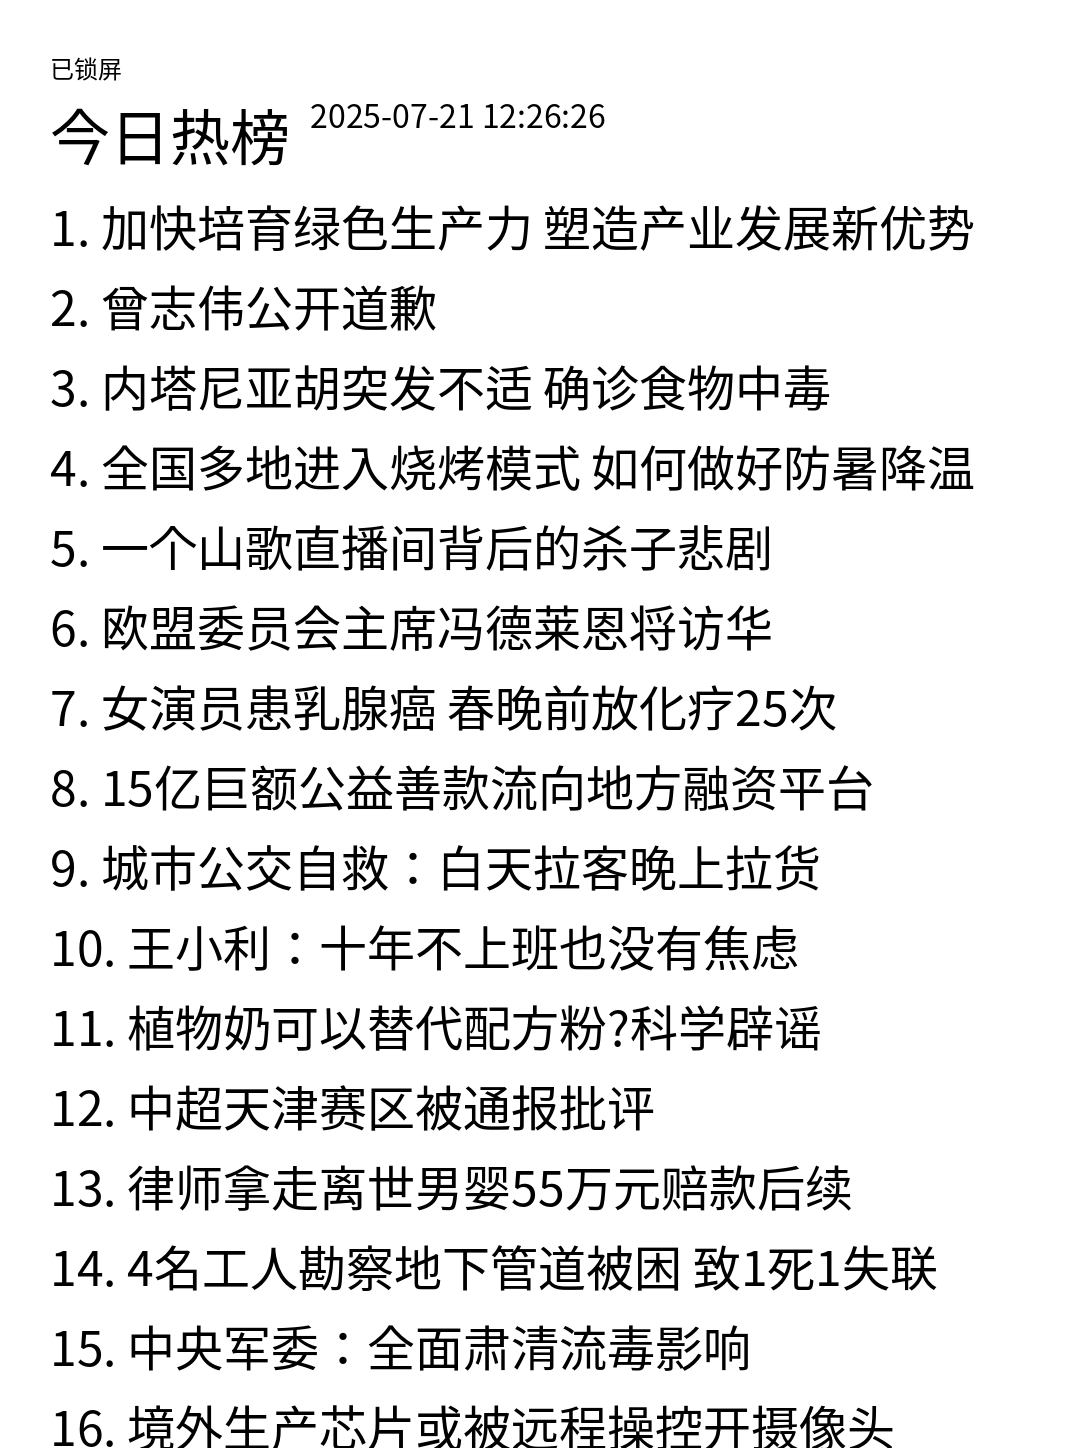 已锁屏
今日热榜 2025-07-21 12:26:26
1. 加快培育绿色生产力 塑造产业发展新优势
2. 曾志伟公开道歉
3. 内塔尼亚胡突发不适 确诊食物中毒
4. 全国多地进入烧烤模式 如何做好防暑降温
5. 一个山歌直播间背后的杀子悲剧
6. 欧盟委员会主席冯德莱恩将访华
7. 女演员患乳腺癌 春晚前放化疗25次
8. 15亿巨额公益善款流向地方融资平台
9. 城市公交自救：白天拉客晚上拉货
10. 王小利：十年不上班也没有焦虑
11. 植物奶可以替代配方粉?科学辟谣
12. 中超天津赛区被通报批评
13. 律师拿走离世男婴55万元赔款后续
14. 4名工人勘察地下管道被困 致1死1失联
15. 中央军委：全面肃清流毒影响
16. 境外生产芯片或被远程操控开摄像头